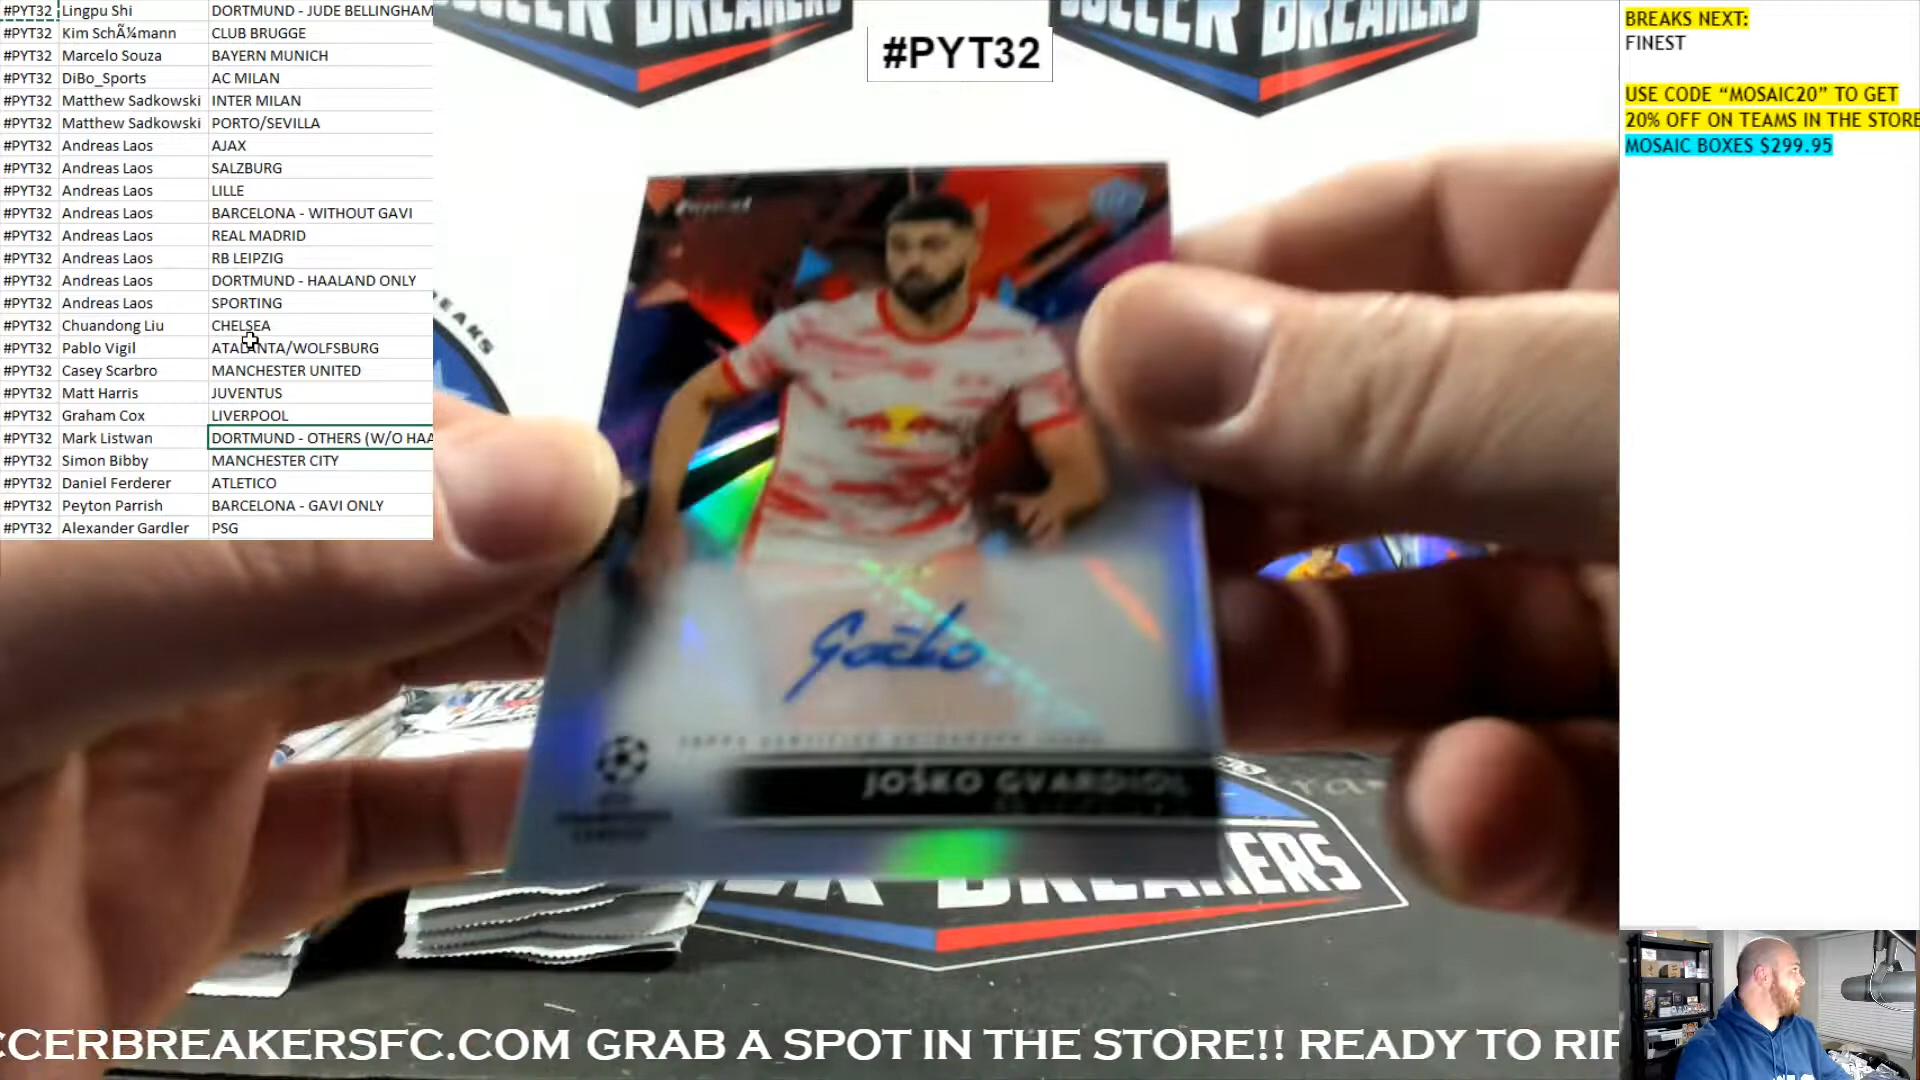 #PYT32 Lingpu Shi DORTMUND - JUDE BELLINGHAM
#PYT32 Kim SchÃ¼mann CLUB BRUGGE
#PYT32 Marcelo Souza BAYERN MUNICH
#PYT32 DiBo_Sports AC MILAN
#PYT32 Matthew Sadkowski INTER MILAN
#PYT32 Matthew Sadkowski PORTO/SEVILLA
#PYT32 Andreas Laos AJAX
#PYT32 Andreas Laos SALZBURG
#PYT32 Andreas Laos LILLE
#PYT32 Andreas Laos BARCELONA - WITHOUT GAVI
#PYT32 Andreas Laos REAL MADRID
#PYT32 Andreas Laos RB LEIPZIG
#PYT32 Andreas Laos DORTMUND - HAALAND ONLY
#PYT32 Andreas Laos SPORTING
#PYT32 Chuandong Liu CHELSEA
#PYT32 Pablo Vigil ATALANTA/WOLFSBURG
#PYT32 Casey Scarbro MANCHESTER UNITED
#PYT32 Matt Harris JUVENTUS
#PYT32 Graham Cox LIVERPOOL
#PYT32 Mark Listwan DORTMUND - OTHERS (W/O HAA
#PYT32 Simon Bibby MANCHESTER CITY
#PYT32 Daniel Ferderer ATLETICO
#PYT32 Peyton Parrish BARCELONA - GAVI ONLY
#PYT32 Alexander Gardler PSG
SOCCER BREAKERS
#PYT32
SOCCER BREAKERS
BREAKS NEXT:
FINEST
USE CODE “MOSAIC20” TO GET
20% OFF ON TEAMS IN THE STORE
MOSAIC BOXES $299.95
REAKS
Gočko
JOŠKO GVARDIOL
ER BREAKERS
CCERBREAKERSFC.COM GRAB A SPOT IN THE STORE!! READY TO RIF